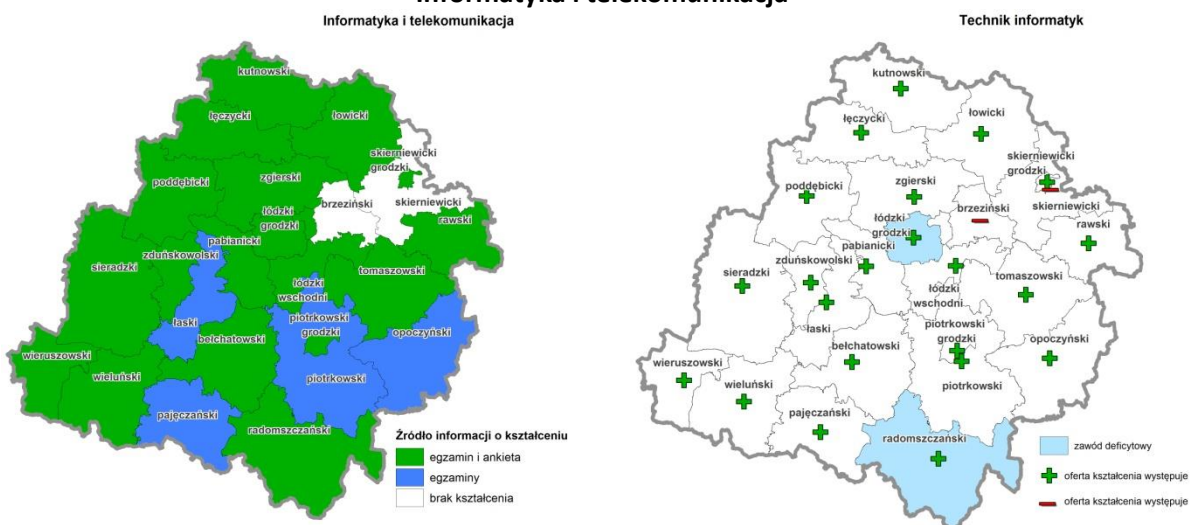 Informatyka i telekomunikacja
Informatyka i telekomunikacja
kutnowski
łęczycki
łowicki
skierniewicki
grodzki
poddębicki
zgierski
brzeziński
skierniewicki
łódzki
grodzki
rawski
pabianicki
zduńskowolski
sieradzki
tomaszowski
łódzki
wschodni
łaski
piotrkowski
grodzki
opoczyński
bełchatowski
wieruszowski
wieluński
piotrkowski
pajęczański
radomszczański
Źródło informacji o kształceniu
egzamin i ankieta
egzaminy
brak kształcenia
Technik informatyk
kutnowski
łęczycki
łowicki
skierniewicki
grodzki
poddębicki
zgierski
brzeziński
skierniewicki
łódzki
grodzki
rawski
pabianicki
zduńskowolski
sieradzki
tomaszowski
łódzki
wschodni
łaski
piotrkowski
grodzki
opoczyński
bełchatowski
wieruszowski
wieluński
piotrkowski
pajęczański
radomszczański
zawód deficytowy
oferta kształcenia występuje
oferta kształcenia występuje